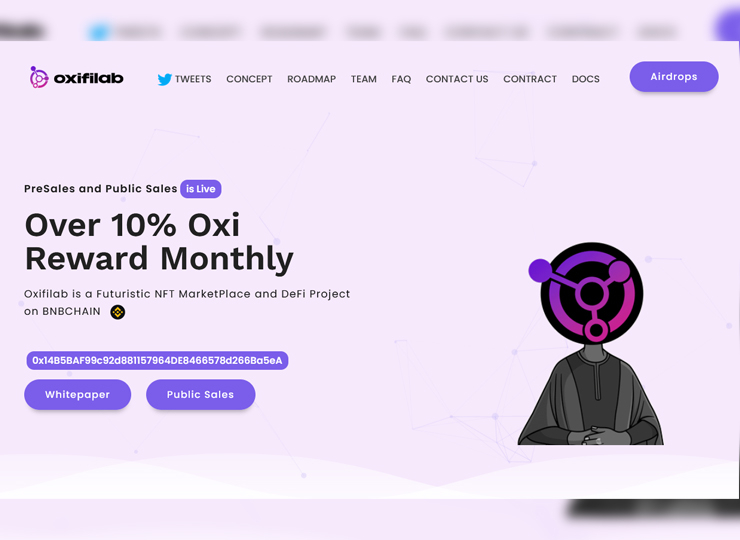 oxifilab
TWEETS CONCEPT ROADMAP TEAM FAQ CONTACT US CONTRACT DOCS
Airdrops
PreSales and Public Sales is Live
Over 10% Oxi
Reward Monthly
Oxifilab is a Futuristic NFT MarketPlace and DeFi Project
on BNBCHAIN
0x14B5BAF99c92d881157964DE8466578d266Ba5eA
Whitepaper Public Sales